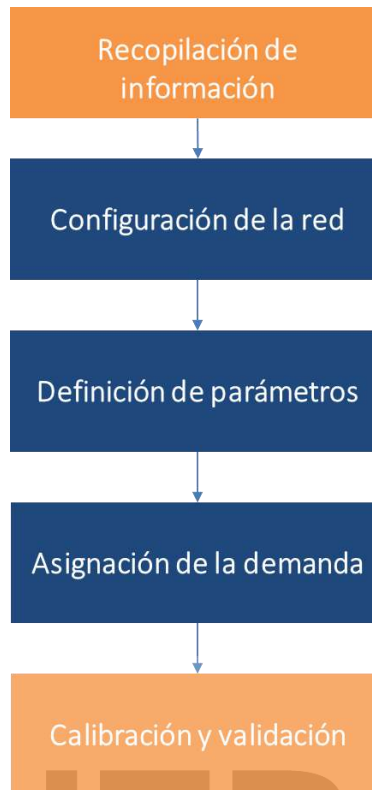 Recopilación de
información
Configuración de la red
Definición de parámetros
Asignación de la demanda
Calibración y validación